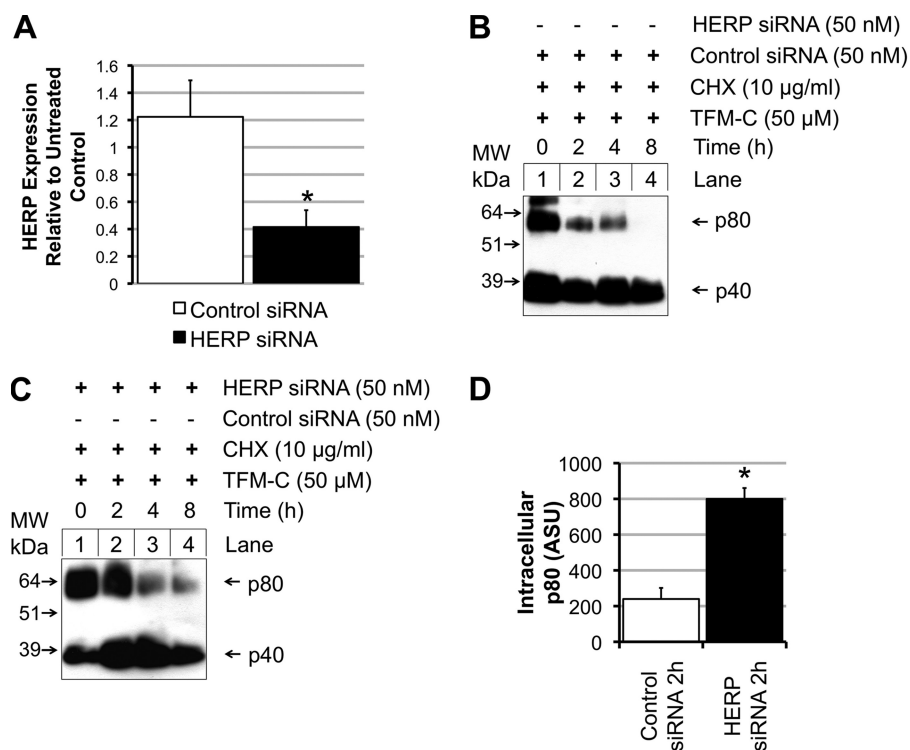 A
HERP Expression
Relative to Untreated
Control
1.6
1.4
1.2
1
0.8
0.6
0.4
0.2
0
*
Control siRNA
HERP siRNA
B
- - - - HERP siRNA (50 nM)
+ + + + Control siRNA (50 nM)
+ + + + CHX (10 µg/ml)
+ + + + TFM-C (50 µM)
0 2 4 8 Time (h)
MW
kDa
1 2 3 4 Lane
64→
51→
39→
← p80
← p40
C
+ + + + HERP siRNA (50 nM)
- - - - Control siRNA (50 nM)
+ + + + CHX (10 µg/ml)
+ + + + TFM-C (50 µM)
0 2 4 8 Time (h)
MW
kDa
1 2 3 4 Lane
64→
51→
39→
← p80
← p40
D
Intracellular
p80 (ASU)
1000
800
600
400
200
0
*
Control
siRNA 2h
HERP
siRNA 2h